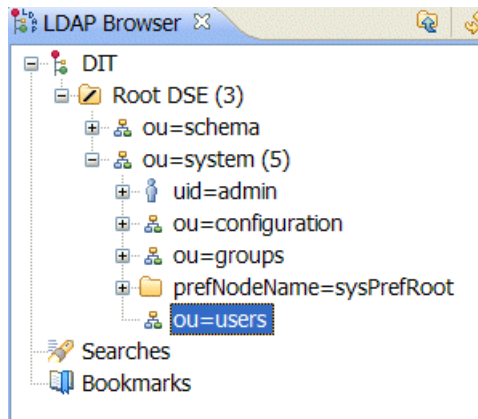 LDAP Browser
DIT
Root DSE (3)
ou=schema
ou=system (5)
uid=admin
ou=configuration
ou=groups
prefNodeName=sysPrefRoot
ou=users
Searches
Bookmarks